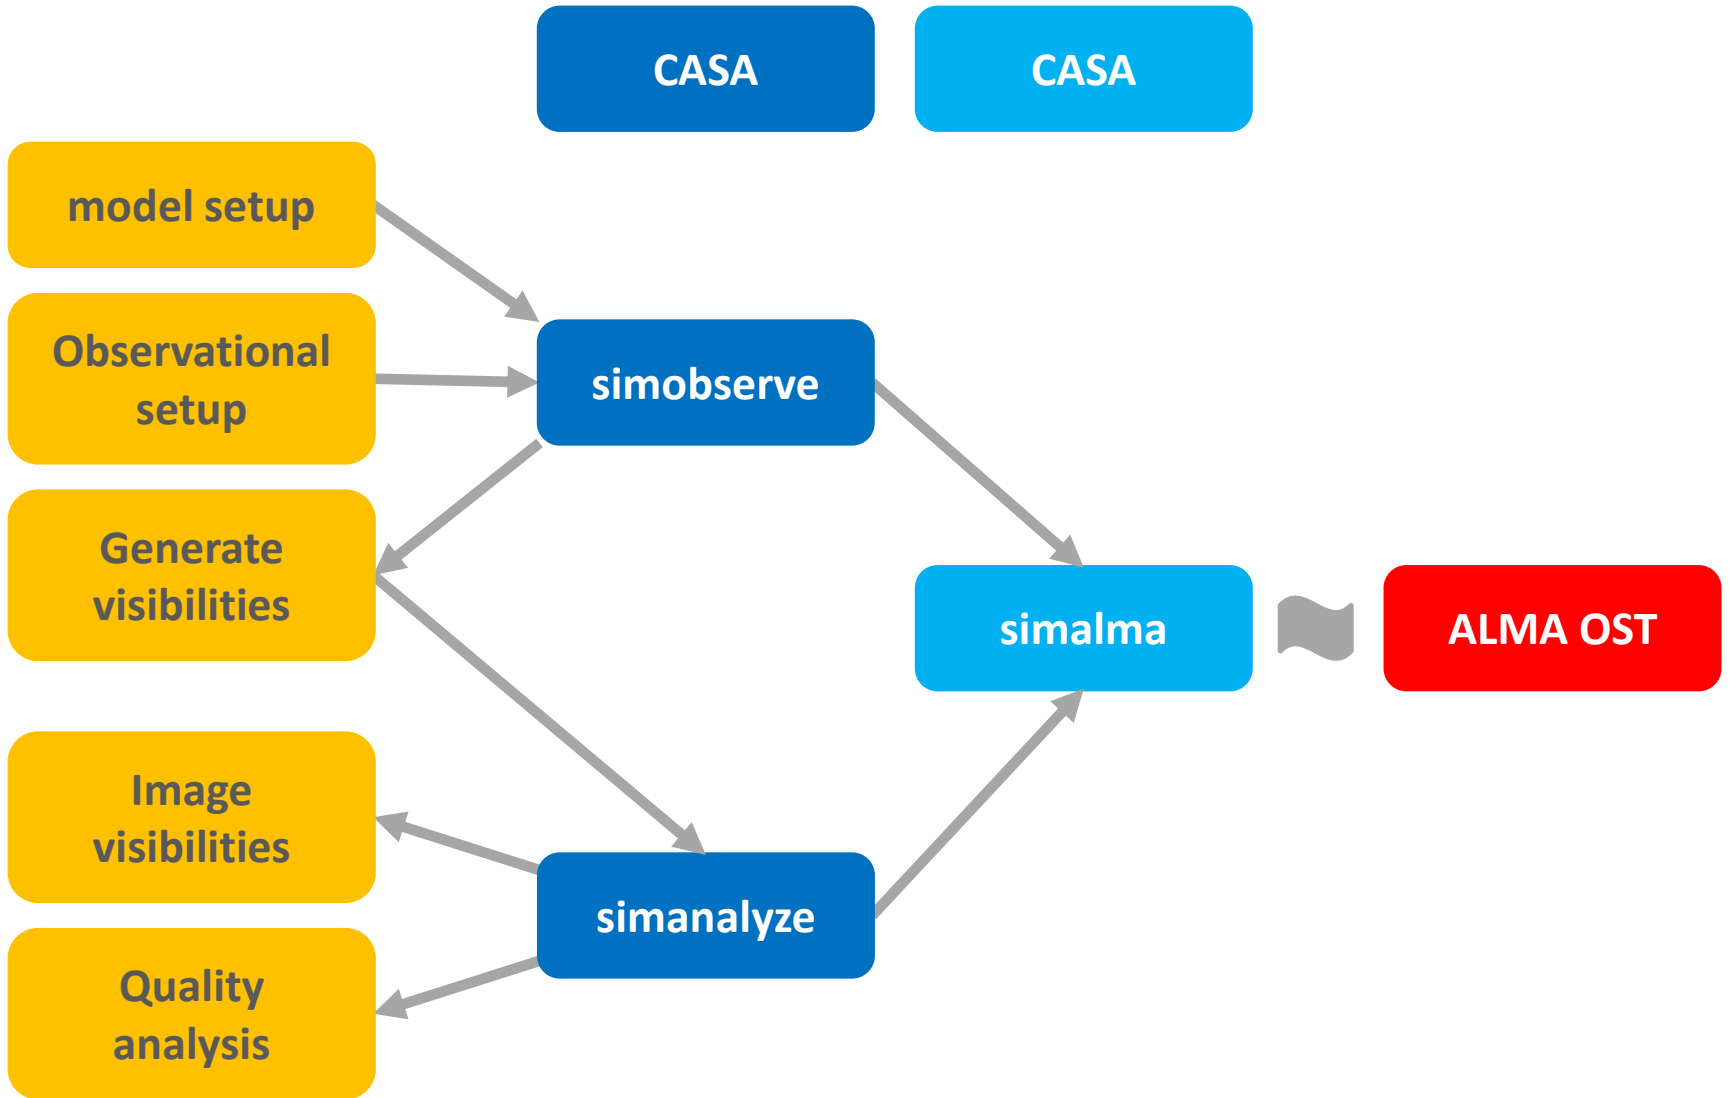 CASA
CASA
model setup
Observational
setup
simobserve
Generate
visibilities
simalma
ALMA OST
Image
visibilities
simanalyze
Quality
analysis